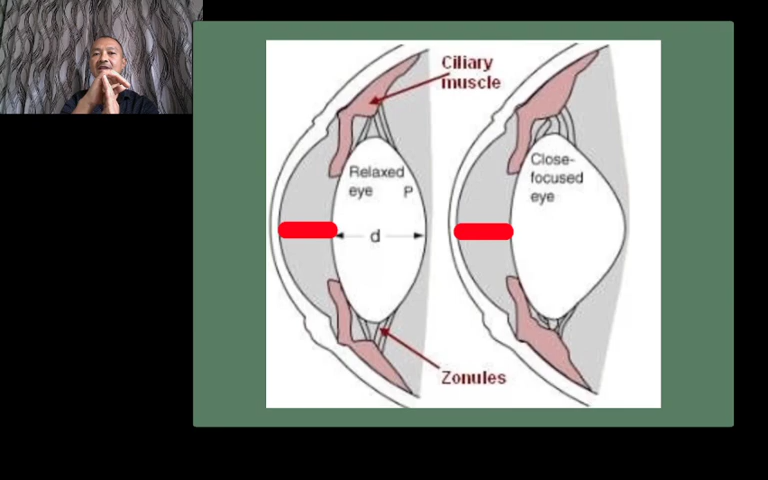 Ciliary
muscle
Relaxed
eye P
d
Close-
focused
eye
Zonules